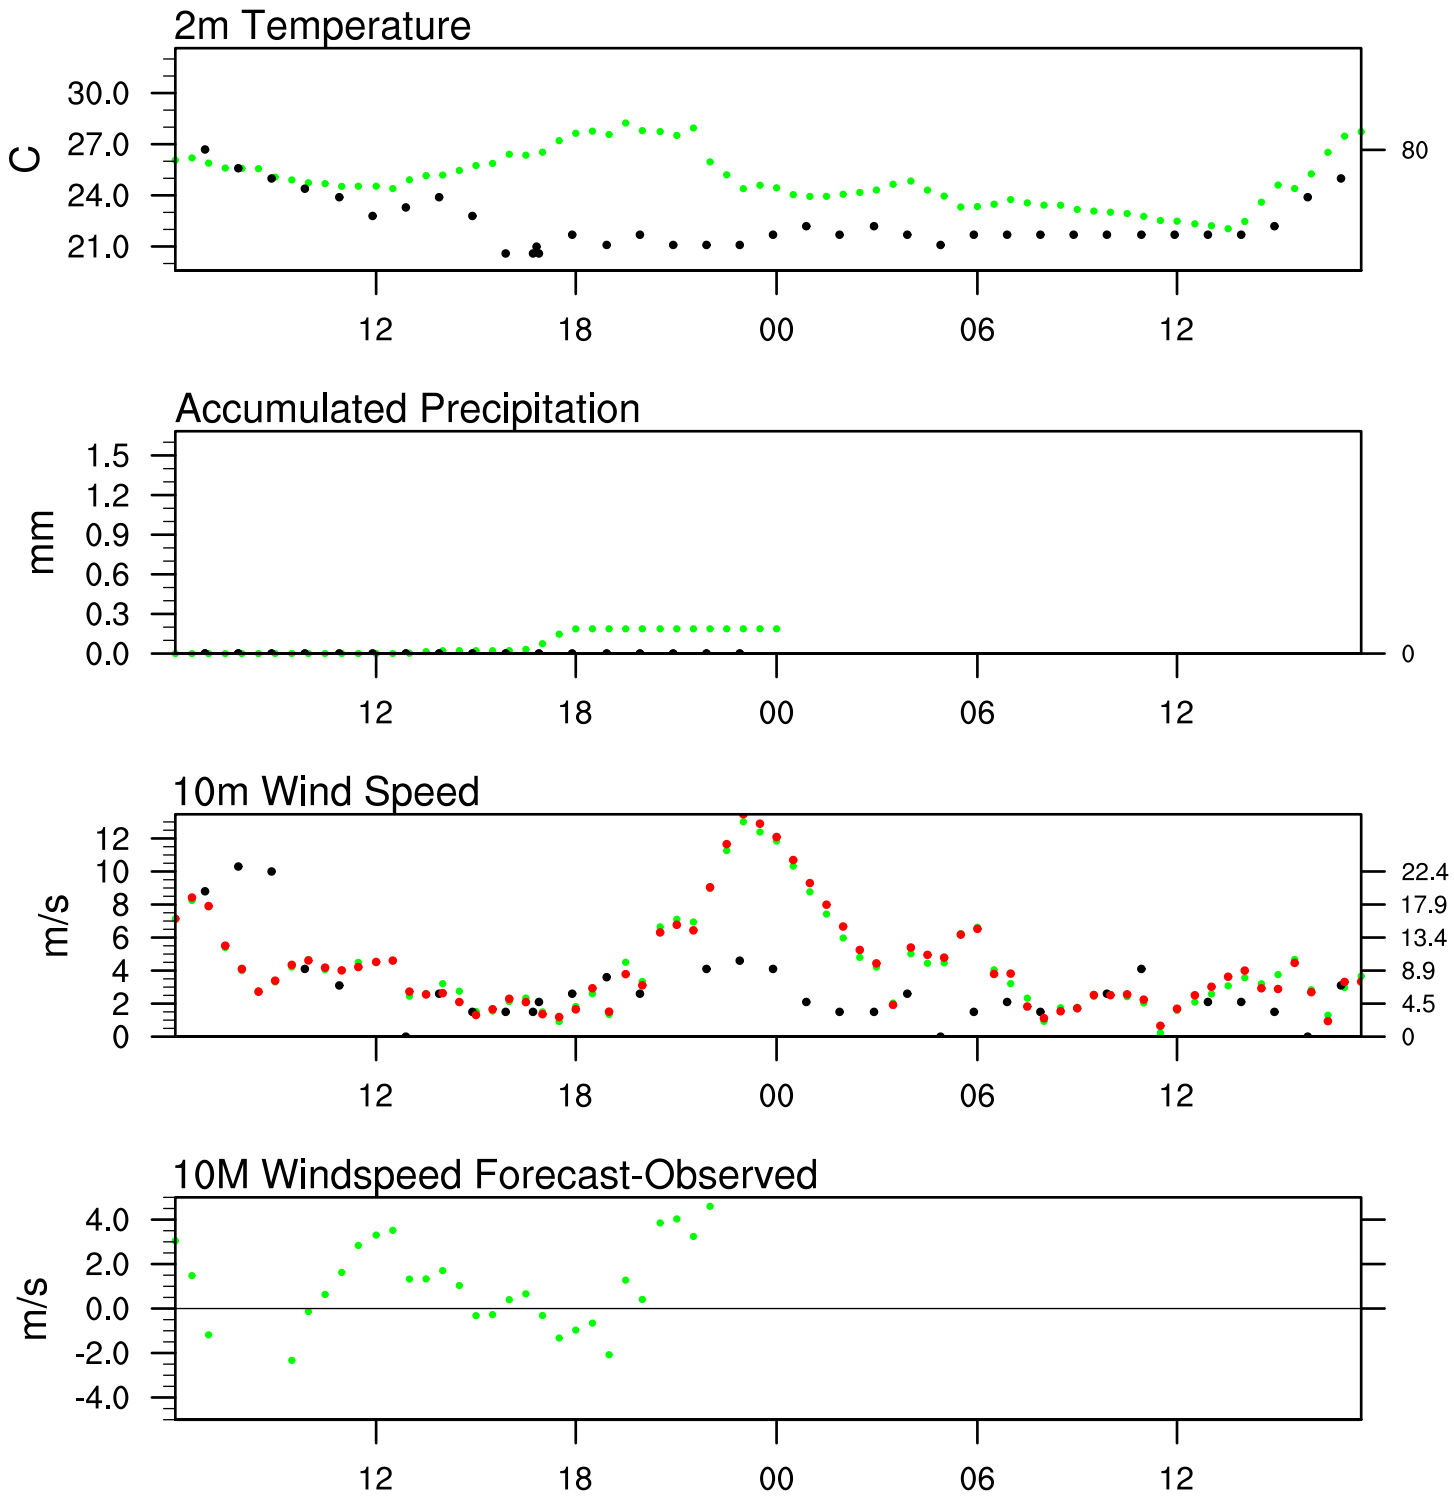 2m Temperature
30.0
27.0
24.0
21.0
C
80
12 18 00 06 12
Accumulated Precipitation
1.5
1.2
0.9
0.6
0.3
0.0
mm
0
12 18 00 06 12
10m Wind Speed
12
10
8
6
4
2
0
m/s
22.4
17.9
13.4
8.9
4.5
0
12 18 00 06 12
10M Windspeed Forecast-Observed
4.0
2.0
0.0
-2.0
-4.0
m/s
12 18 00 06 12